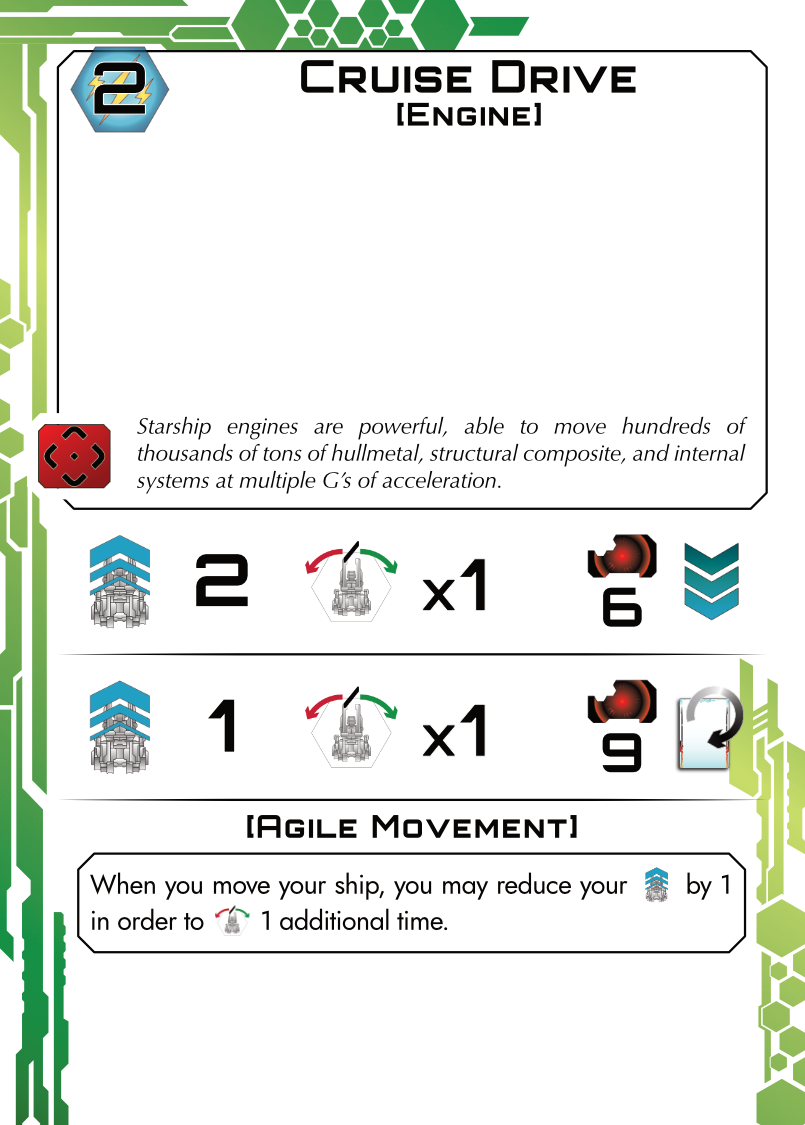 2
Cruise Drive
[Engine]
Starship engines are powerful, able to move hundreds of
thousands of tons of hullmetal, structural composite, and internal
systems at multiple G's of acceleration.
2 x1 6
1 x1 9
[Agile Movement]
When you move your ship, you may reduce your by 1
in order to 1 additional time.